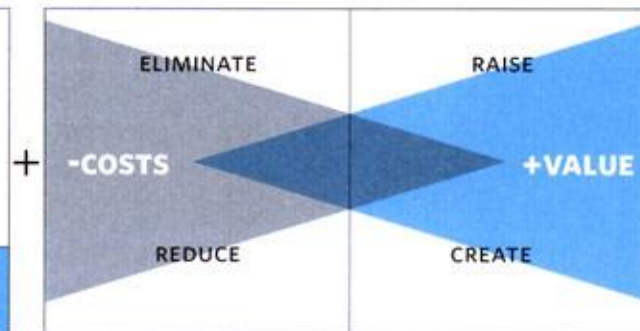 ELIMINATE RAISE
+ -COSTS +VALUE
REDUCE CREATE